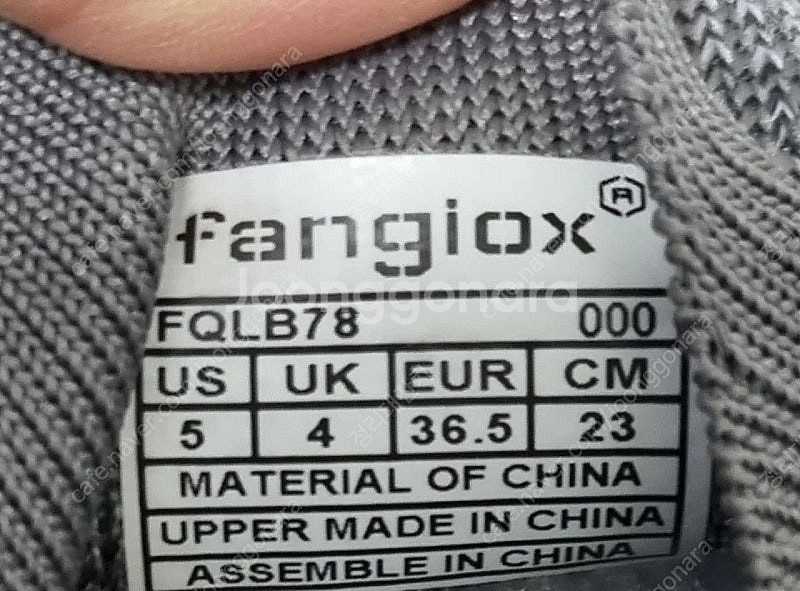 fangiox ®
FQLB78 000
US UK EUR CM
5 4 36.5 23
MATERIAL OF CHINA
UPPER MADE IN CHINA
ASSEMBLE IN CHINA
Joonggonara